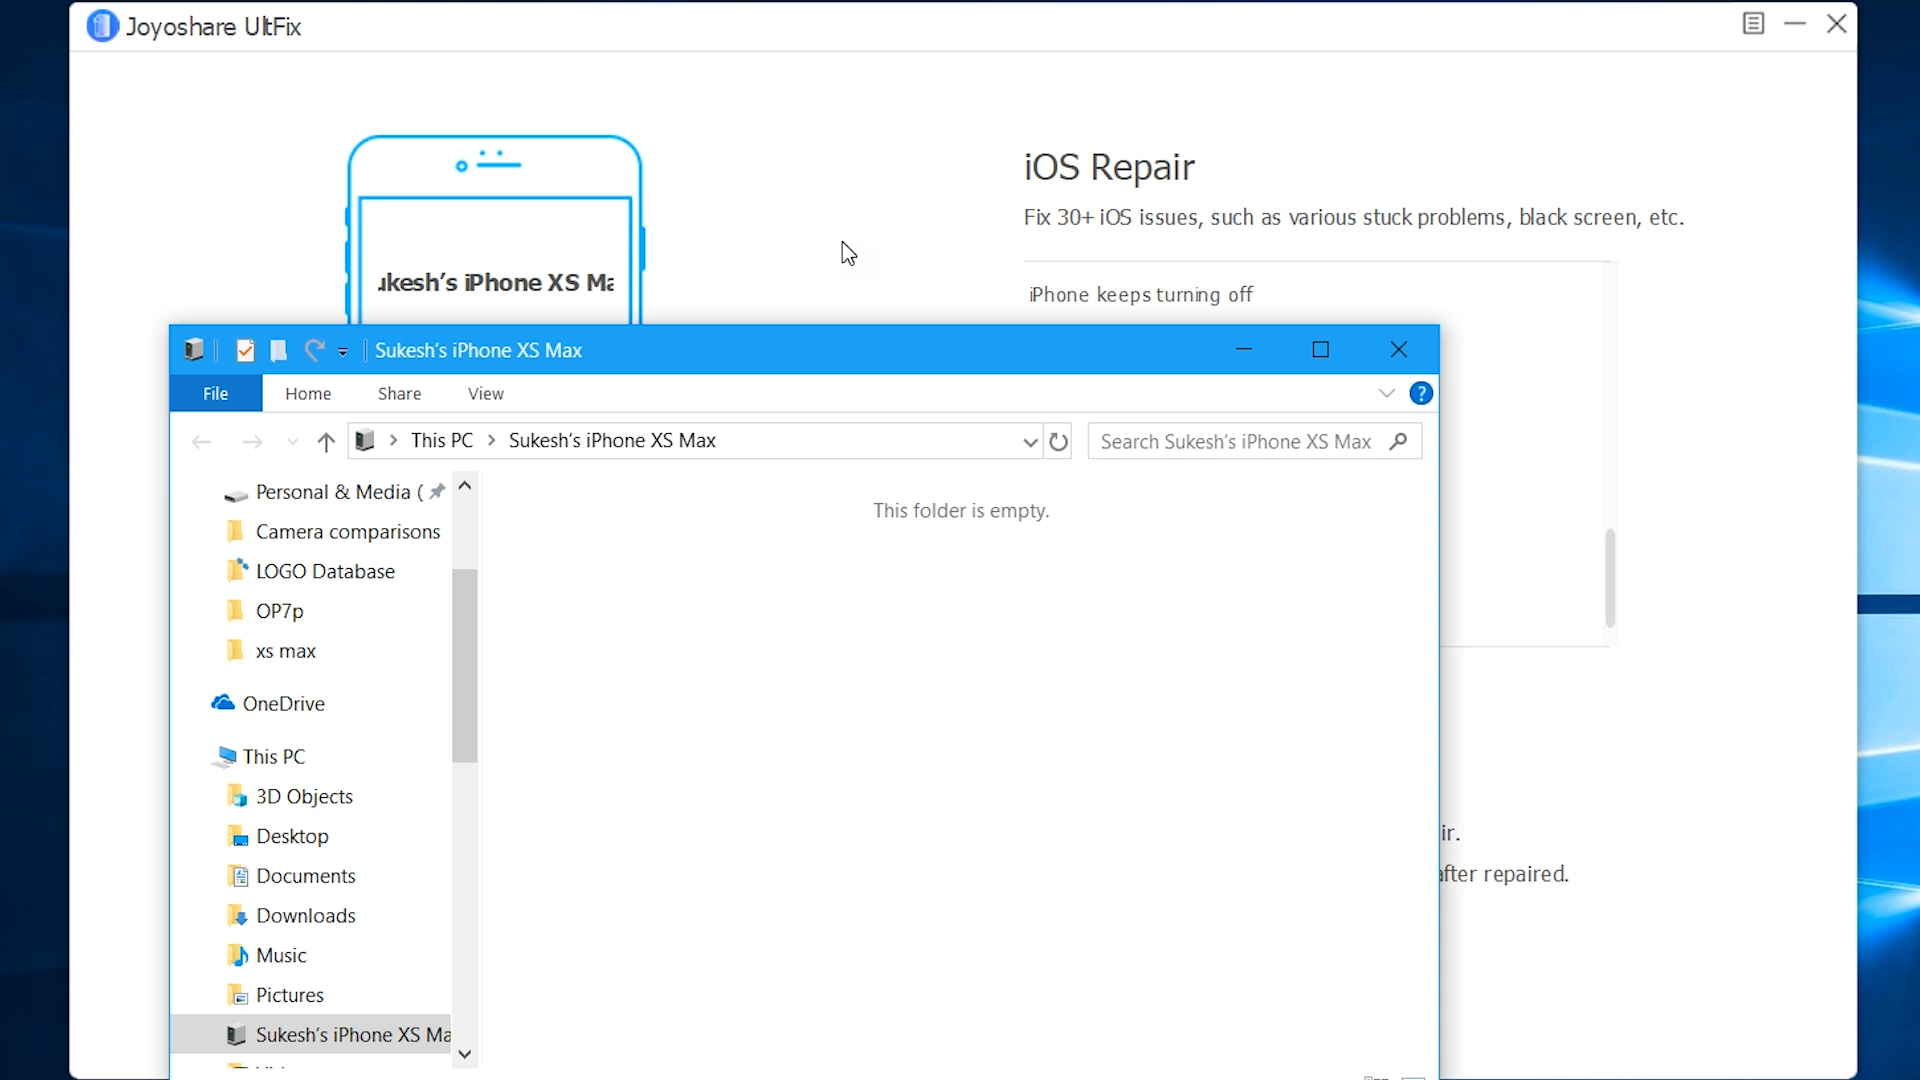 Joyoshare UltFix
iOS Repair
Fix 30+ iOS issues, such as various stuck problems, black screen, etc.
ukesh's iPhone XS Ma
iPhone keeps turning off
Sukesh's iPhone XS Max
File Home Share View
This PC Sukesh's iPhone XS Max
Search Sukesh's iPhone XS Max
Personal & Media (
Camera comparisons
LOGO Database
OP7p
xs max
OneDrive
This PC
3D Objects
Desktop
Documents
Downloads
Music
Pictures
Sukesh's iPhone XS Ma
This folder is empty.
ir.
after repaired.